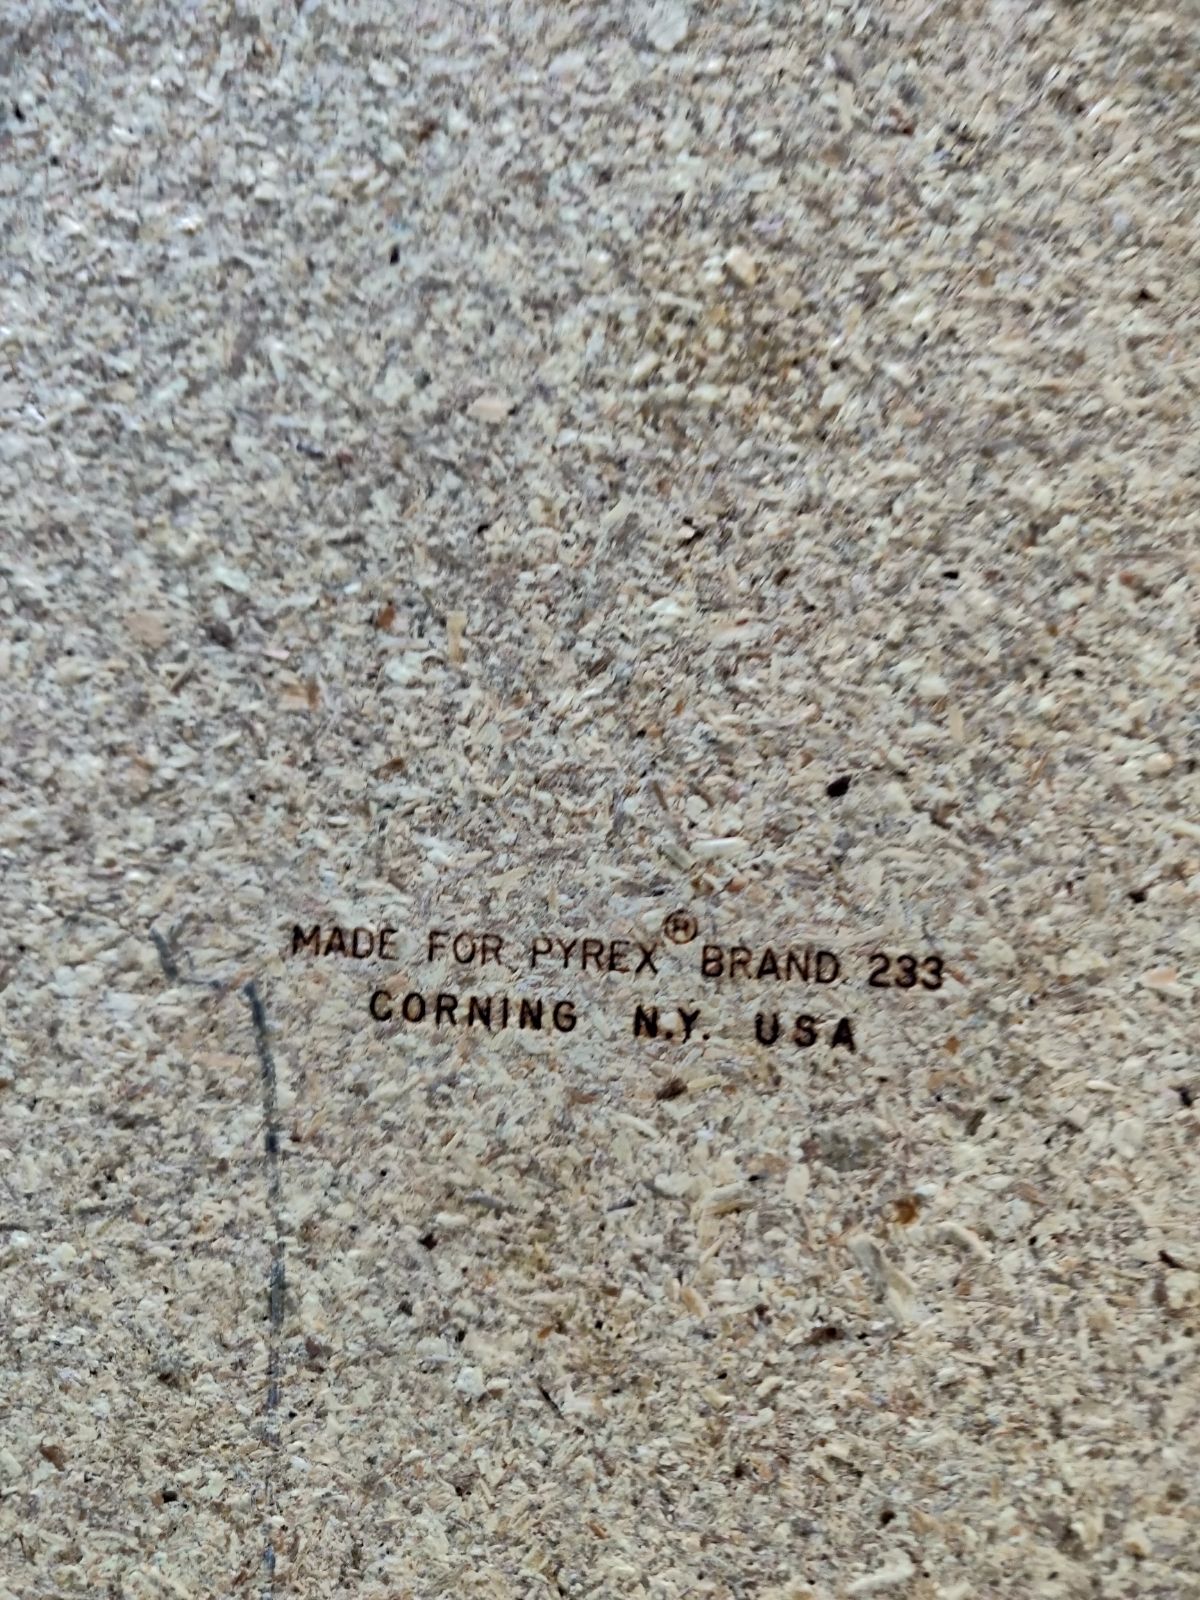 MADE FOR PYREX® BRAND 233
CORNING N.Y. USA